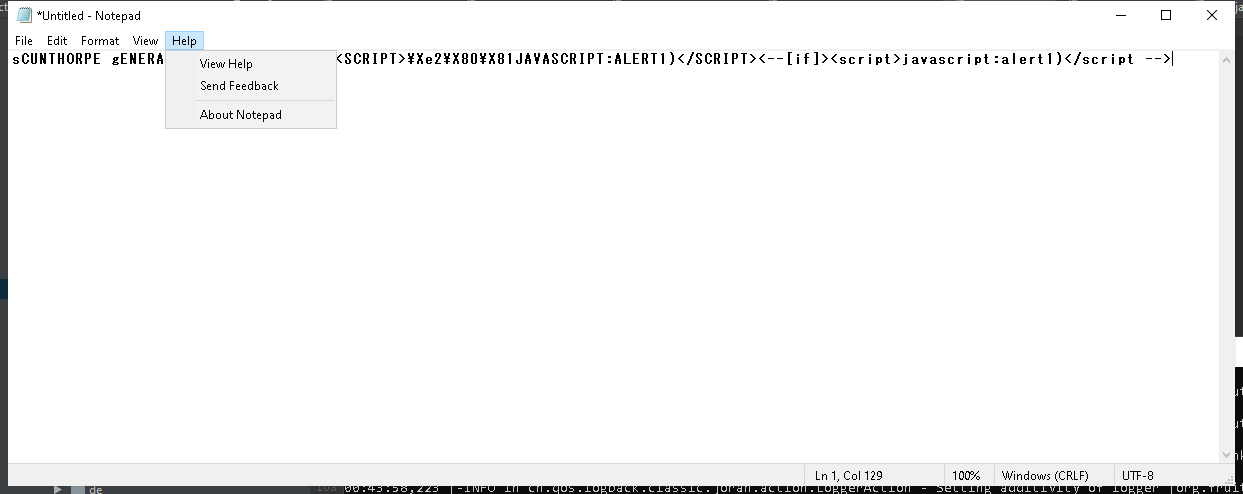 *Untitled - Notepad
File Edit Format View Help
sCUNTHORPE gENERA <SCRIPT>¥Xe2¥X80¥X81JAVASCRIPT:ALERT1)</SCRIPT><--[if]><script>javascript:alert1)</script -->
View Help
Send Feedback
About Notepad
Ln 1, Col 129 100% Windows (CRLF) UTF-8
de 00:43:58,223 |-INFO in ch.qos.logback.classic.joran.action.LoggerAction - Setting additivity of logger [org.fruit